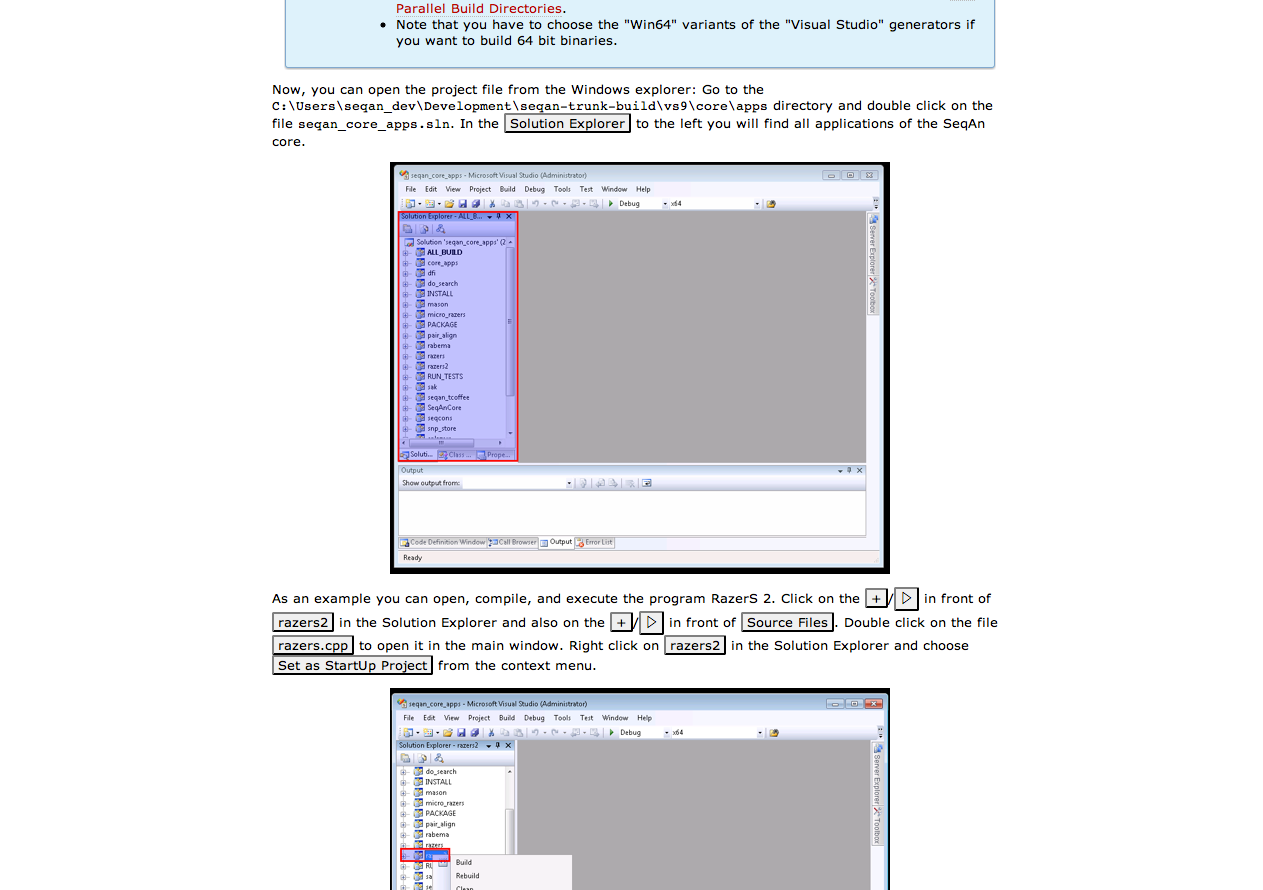 Parallel Build Directories.
• Note that you have to choose the "Win64" variants of the "Visual Studio" generators if
you want to build 64 bit binaries.
Now, you can open the project file from the Windows explorer: Go to the
C:\Users\seqan_dev\Development\seqan-trunk-build\vs9\core\apps directory and double click on the
file seqan_core_apps.sln. In the Solution Explorer to the left you will find all applications of the SeqAn
core.
seqan_core_apps - Microsoft Visual Studio (Administrator)
File Edit View Project Build Debug Tools Test Window Help
Debug x64
Solution Explorer - ALL_B...
Solution 'seqan_core_apps' (2
ALL_BUILD
core_apps
dfi
do_search
INSTALL
mason
micro_razers
PACKAGE
pair_align
rabema
razers
razers2
RUN_TESTS
sak
seqan_tcoffee
SeqAnCore
seqcons
snp_store
Soluti... Class ... Prope...
Server Explorer
Toolbox
Output
Show output from:
Code Definition Window Call Browser Output Error List
Ready
As an example you can open, compile, and execute the program RazerS 2. Click on the +/▷ in front of
razers2 in the Solution Explorer and also on the +/▷ in front of Source Files. Double click on the file
razers.cpp to open it in the main window. Right click on razers2 in the Solution Explorer and choose
Set as StartUp Project from the context menu.
seqan_core_apps - Microsoft Visual Studio (Administrator)
File Edit View Project Build Debug Tools Test Window Help
Debug x64
Solution Explorer - razers2
do_search
INSTALL
mason
micro_razers
PACKAGE
pair_align
rabema
razers
RU
sa
se
Build
Rebuild
Clean
Server Explorer
Toolbox